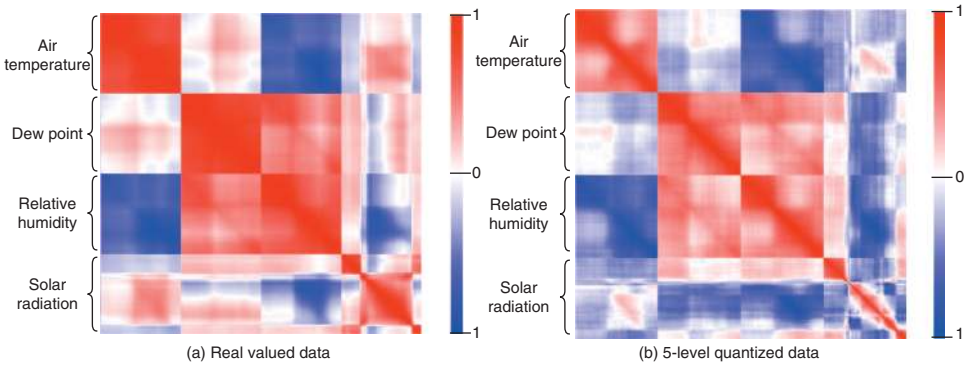 Air
temperature
Dew point
Relative
humidity
Solar
radiation
1
0
1
(a) Real valued data
Air
temperature
Dew point
Relative
humidity
Solar
radiation
1
0
1
(b) 5-level quantized data